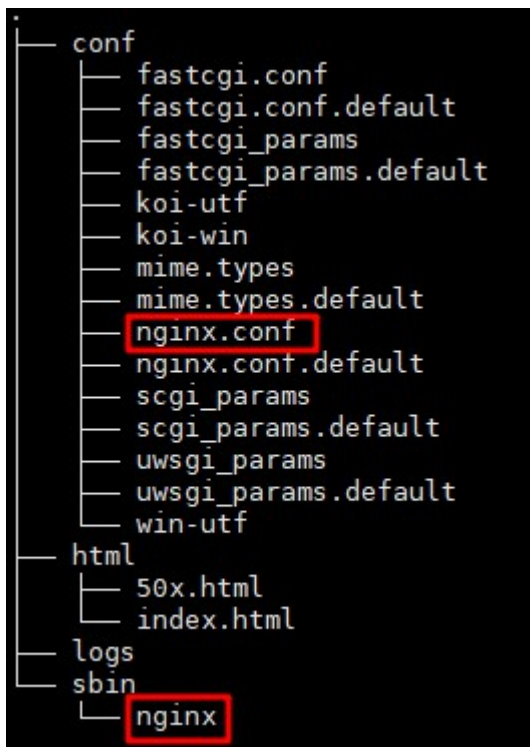 .
├── conf
│   ├── fastcgi.conf
│   ├── fastcgi.conf.default
│   ├── fastcgi_params
│   ├── fastcgi_params.default
│   ├── koi-utf
│   ├── koi-win
│   ├── mime.types
│   ├── mime.types.default
│   ├── nginx.conf
│   ├── nginx.conf.default
│   ├── scgi_params
│   ├── scgi_params.default
│   ├── uwsgi_params
│   ├── uwsgi_params.default
│   └── win-utf
├── html
│   ├── 50x.html
│   └── index.html
├── logs
└── sbin
    └── nginx